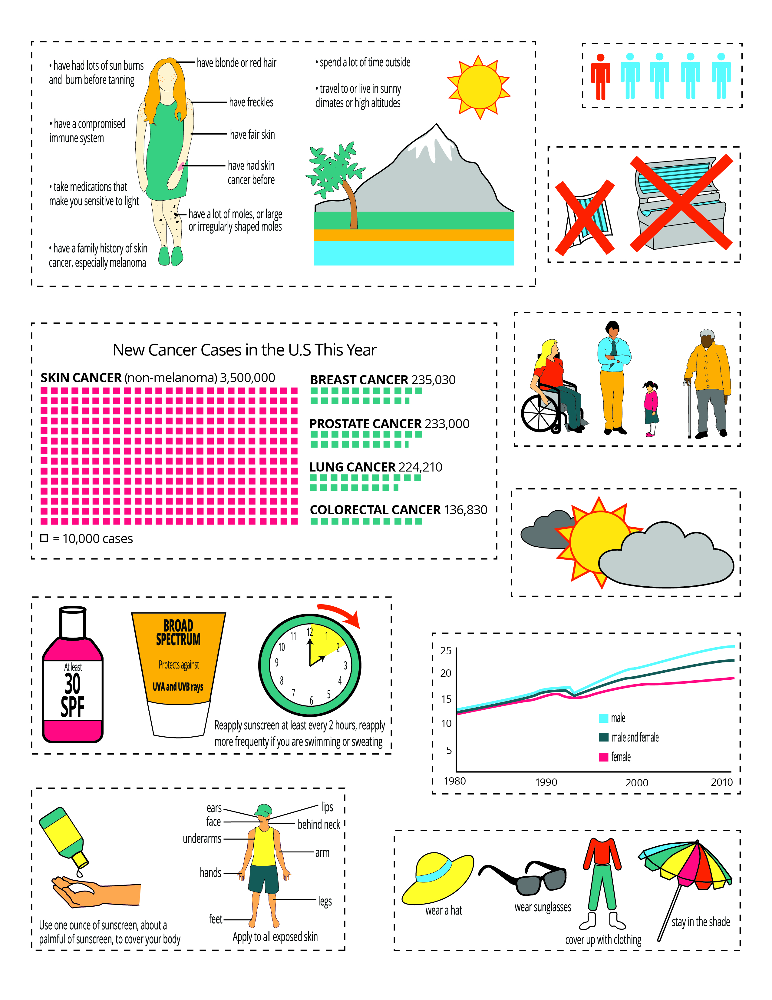 • have had lots of sun burns
and burn before tanning
• have a compromised
immune system
• take medications that
make you sensitive to light
• have a family history of skin
cancer, especially melanoma
have blonde or red hair
have freckles
have fair skin
have had skin
cancer before
have a lot of moles, or large
or irregularly shaped moles
• spend a lot of time outside
• travel to or live in sunny
climates or high altitudes
New Cancer Cases in the U.S This Year
SKIN CANCER (non-melanoma) 3,500,000
= 10,000 cases
BREAST CANCER 235,030
PROSTATE CANCER 233,000
LUNG CANCER 224,210
COLORECTAL CANCER 136,830
At least
30
SPF
BROAD
SPECTRUM
Protects against
UVA and UVB rays
12
1
2
3
4
5
6
7
8
9
10
11
Reapply sunscreen at least every 2 hours, reapply
more frequenty if you are swimming or sweating
25
20
15
10
5
1980
1990
2000
2010
male
male and female
female
Use one ounce of sunscreen, about a
palmful of sunscreen, to cover your body
ears
face
underarms
hands
feet
lips
behind neck
arm
legs
Apply to all exposed skin
wear a hat
wear sunglasses
cover up with clothing
stay in the shade